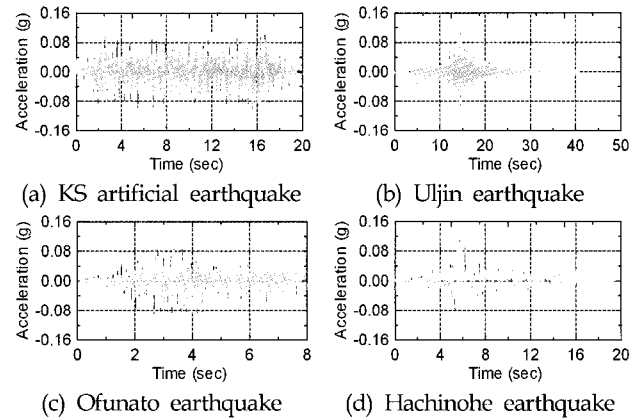 Acceleration (g)
0.16
0.08
0.00
-0.08
-0.16
0 4 8 12 16 20
Time (sec)
(a) KS artificial earthquake
Acceleration (g)
0.16
0.08
0.00
-0.08
-0.16
0 10 20 30 40 50
Time (sec)
(b) Uljin earthquake
Acceleration (g)
0.16
0.08
0.00
-0.08
-0.16
0 2 4 6 8
Time (sec)
(c) Ofunato earthquake
Acceleration (g)
0.16
0.08
0.00
-0.08
-0.16
0 4 8 12 16 20
Time (sec)
(d) Hachinohe earthquake